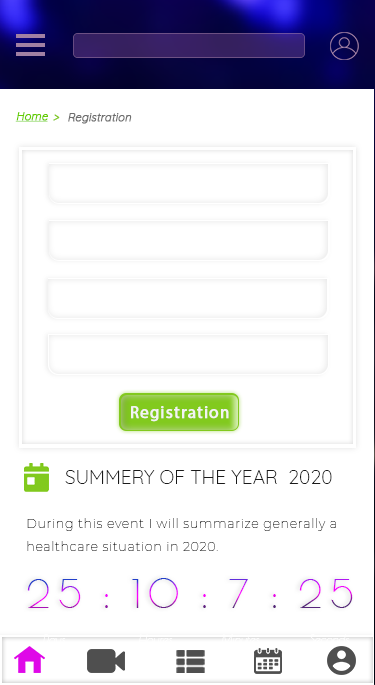 Home > Registration
Registration
SUMMERY OF THE YEAR 2020
During this event I will summarize generally a
healthcare situation in 2020.
25 : 10 : 7 : 25